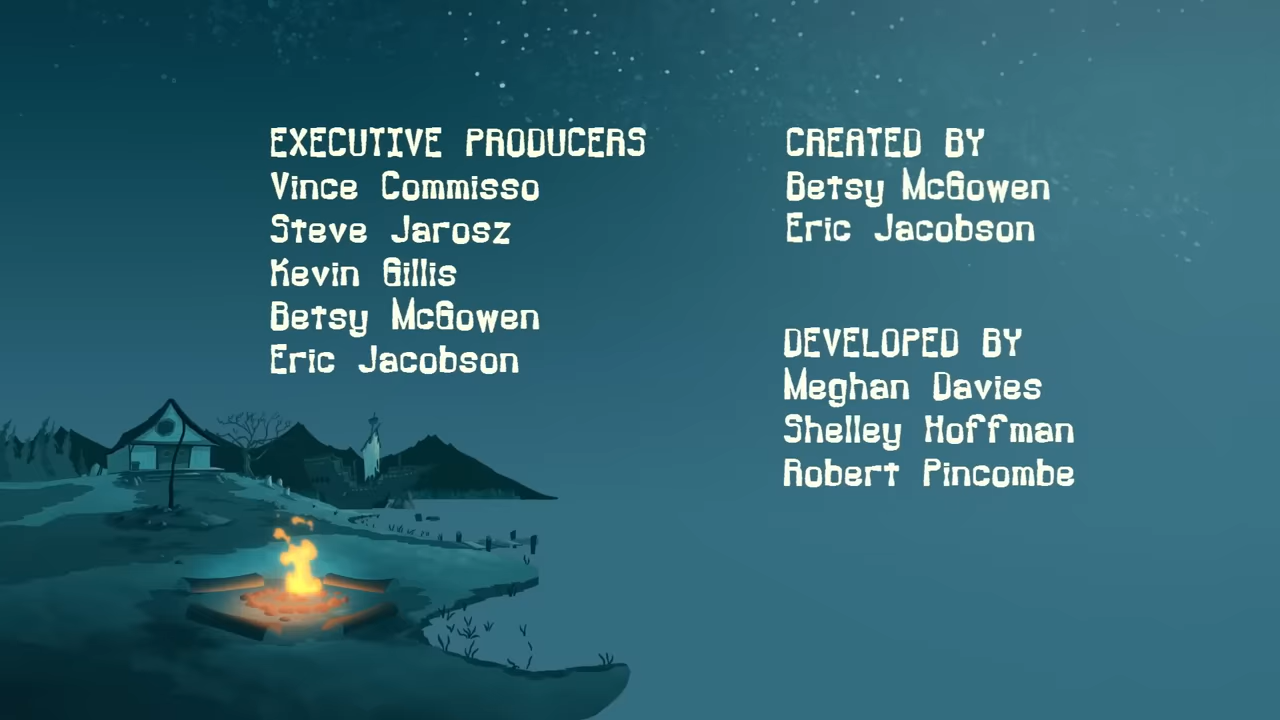 EXECUTIVE PRODUCERS
Vince Commisso
Steve Jarosz
Kevin Gillis
Betsy McGowen
Eric Jacobson
CREATED BY
Betsy McGowen
Eric Jacobson
DEVELOPED BY
Meghan Davies
Shelley Hoffman
Robert Pincombe